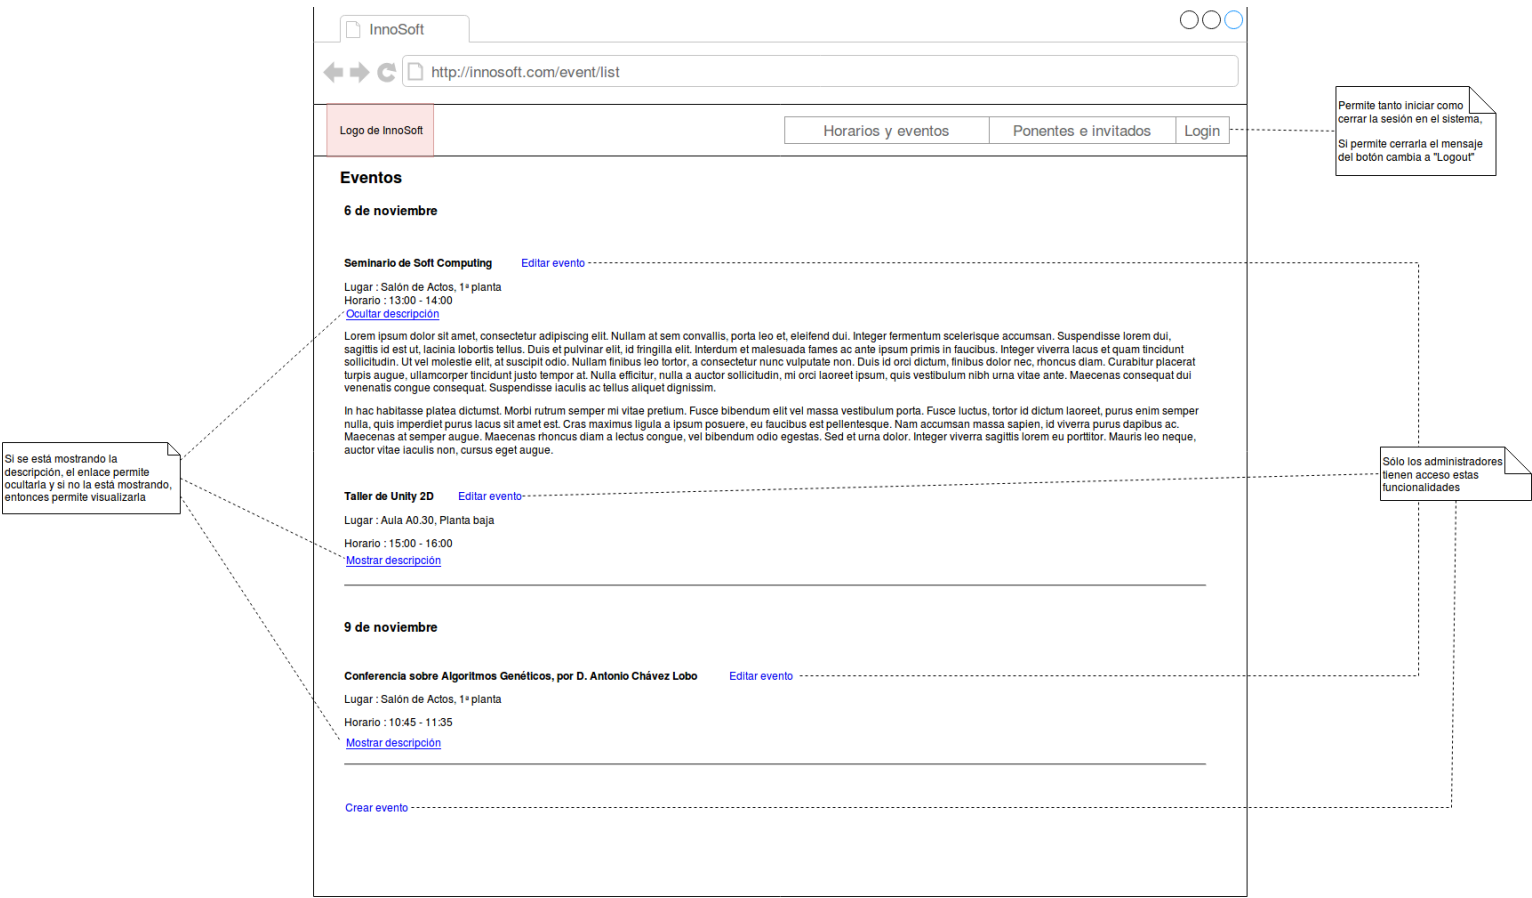 InnoSoft
http://innosoft.com/event/list
Logo de InnoSoft
Horarios y eventos
Ponentes e invitados
Login
Permite tanto iniciar como
cerrar la sesión en el sistema,
Si permite cerrarla el mensaje
del botón cambia a "Logout"
Eventos
6 de noviembre
Seminario de Soft Computing
Editar evento
Lugar : Salón de Actos, 1ª planta
Horario : 13:00 - 14:00
Ocultar descripción
Lorem ipsum dolor sit amet, consectetur adipiscing elit. Nullam at sem convallis, porta leo et, eleifend dui. Integer fermentum scelerisque accumsan. Suspendisse lorem dui,
sagittis id est ut, lacinia lobortis tellus. Duis et pulvinar elit, id fringilla elit. Interdum et malesuada fames ac ante ipsum primis in faucibus. Integer viverra lacus et quam tincidunt
sollicitudin. Ut vel molestie elit, at suscipit odio. Nullam finibus leo tortor, a consectetur nunc vulputate non. Duis id orci dictum, finibus dolor nec, rhoncus diam. Curabitur placerat
turpis augue, ullamcorper tincidunt justo tempor at. Nulla efficitur, nulla a auctor sollicitudin, mi orci laoreet ipsum, quis vestibulum nibh urna vitae ante. Maecenas consequat dui
venenatis congue consequat. Suspendisse iaculis ac tellus aliquet dignissim.
In hac habitasse platea dictumst. Morbi rutrum semper mi vitae pretium. Fusce bibendum elit vel massa vestibulum porta. Fusce luctus, tortor id dictum laoreet, purus enim semper
nulla, quis imperdiet purus lacus sit amet est. Cras maximus ligula a ipsum posuere, eu faucibus est pellentesque. Nam accumsan massa sapien, id viverra purus dapibus ac.
Maecenas at semper augue. Maecenas rhoncus diam a lectus congue, vel bibendum odio egestas. Sed et urna dolor. Integer viverra sagittis lorem eu porttitor. Mauris leo neque,
auctor vitae iaculis non, cursus eget augue.
Si se está mostrando la
descripción, el enlace permite
ocultarla y si no la está mostrando,
entonces permite visualizarla
Sólo los administradores
tienen acceso estas
funcionalidades
Taller de Unity 2D
Editar evento
Lugar : Aula A0.30, Planta baja
Horario : 15:00 - 16:00
Mostrar descripción
9 de noviembre
Conferencia sobre Algoritmos Genéticos, por D. Antonio Chávez Lobo
Editar evento
Lugar : Salón de Actos, 1ª planta
Horario : 10:45 - 11:35
Mostrar descripción
Crear evento